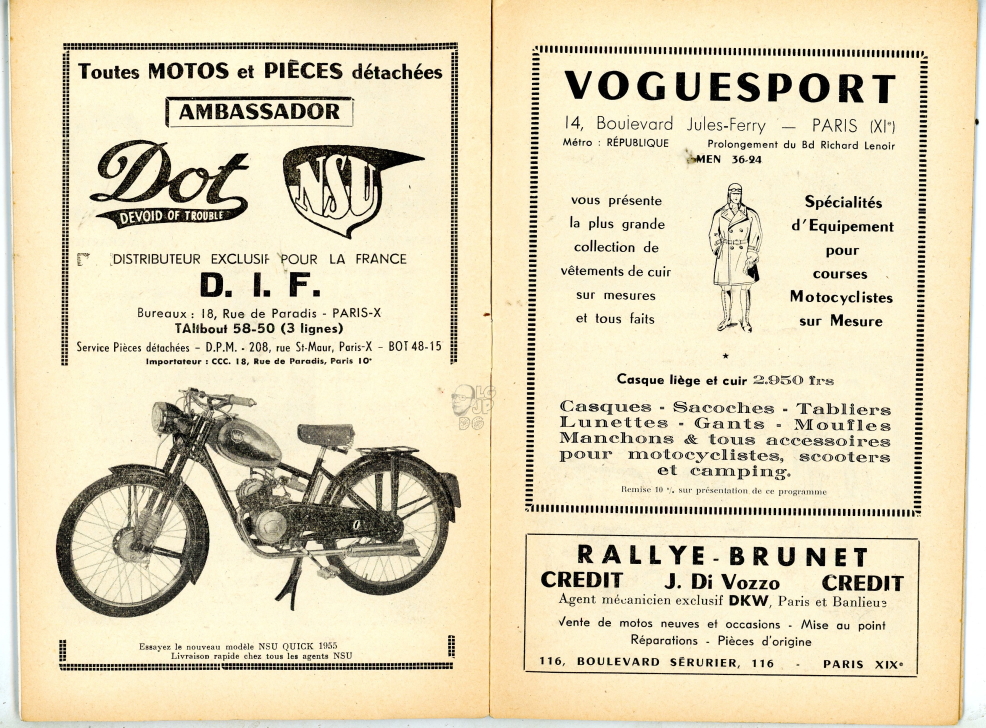 Toutes MOTOS et PIÈCES détachées
AMBASSADOR
Dot
DEVOID OF TROUBLE
NSU
DISTRIBUTEUR EXCLUSIF POUR LA FRANCE
D. I. F.
Bureaux : 18, Rue de Paradis - PARIS-X
TAItbout 58-50 (3 lignes)
Service Pièces détachées - D.P.M. - 208, rue St-Maur, Paris-X - BOT 48-15
Importateur : CCC. 18, Rue de Paradis, Paris 10e
Essayez le nouveau modèle NSU QUICK 1955
Livraison rapide chez tous les agents NSU
VOGUESPORT
14, Boulevard Jules-Ferry — PARIS (XIe)
Métro : RÉPUBLIQUE Prolongement du Bd Richard Lenoir
MEN 36-24
vous présente
la plus grande
collection de
vêtements de cuir
sur mesures
et tous faits
Spécialités
d'Equipement
pour
courses
Motocyclistes
sur Mesure
Casque liège et cuir 2.950 frs
Casques - Sacoches - Tabliers
Lunettes - Gants - Moufles
Manchons & tous accessoires
pour motocyclistes, scooters
et camping.
Remise 10 % sur présentation de ce programme
RALLYE-BRUNET
CREDIT J. Di Vozzo CREDIT
Agent mécanicien exclusif DKW, Paris et Banlieue
Vente de motos neuves et occasions - Mise au point
Réparations - Pièces d'origine
116, BOULEVARD SÉRURIER, 116 - PARIS XIXe